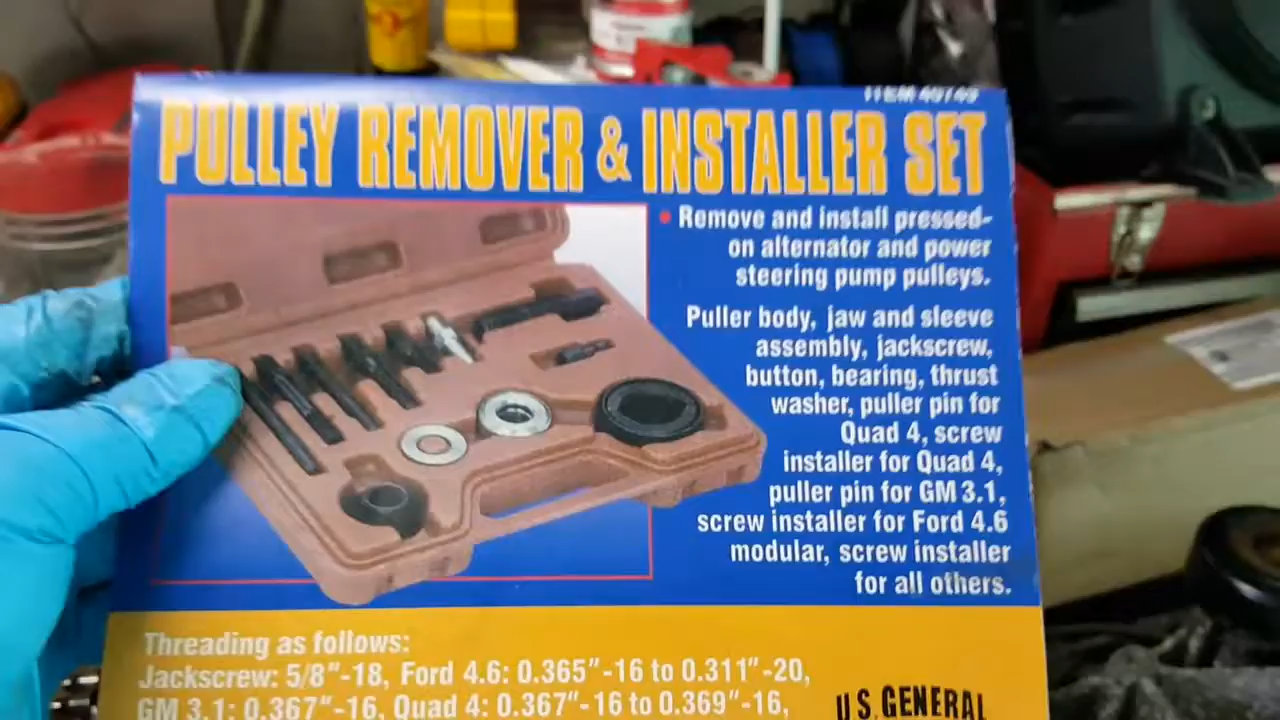 ITEM 40749
PULLEY REMOVER & INSTALLER SET
• Remove and install pressed-
on alternator and power
steering pump pulleys.
Puller body, jaw and sleeve
assembly, jackscrew,
button, bearing, thrust
washer, puller pin for
Quad 4, screw
installer for Quad 4,
puller pin for GM 3.1,
screw installer for Ford 4.6
modular, screw installer
for all others.
Threading as follows:
Jackscrew: 5/8"-18, Ford 4.6: 0.365"-16 to 0.311"-20,
GM 3.1: 0.367"-16, Quad 4: 0.367"-16 to 0.369"-16,
U.S. GENERAL